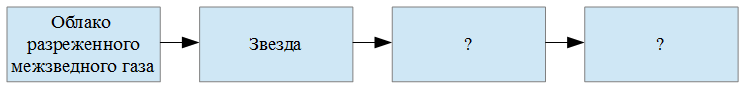 Облако
разреженного
межзведного газа
Звезда
?
?